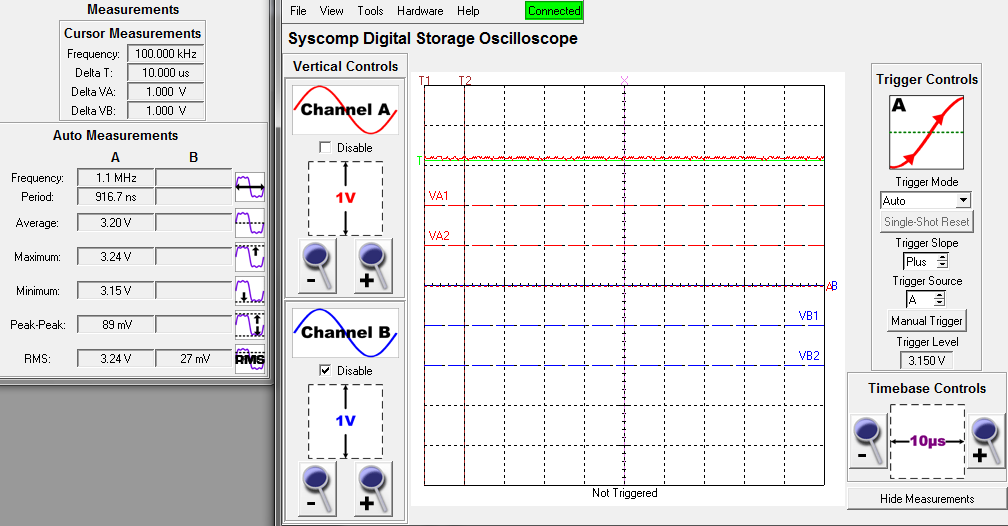 Measurements
Cursor Measurements
Frequency: 100.000 kHz
Delta T: 10.000 us
Delta VA: 1.000 V
Delta VB: 1.000 V
Auto Measurements
A B
Frequency: 1.1 MHz
Period: 916.7 ns
Average: 3.20 V
Maximum: 3.24 V
Minimum: 3.15 V
Peak-Peak: 89 mV
RMS: 3.24 V 27 mV RMS
File View Tools Hardware Help Connected
Syscomp Digital Storage Oscilloscope
Vertical Controls
Channel A
Disable
1V
- +
Channel B
Disable
1V
- +
T1 T2 X
T
VA1
VA2
A B
VB1
VB2
Not Triggered
Trigger Controls
A
Trigger Mode
Auto
Single-Shot Reset
Trigger Slope
Plus
Trigger Source
A
Manual Trigger
Trigger Level
3.150 V
Timebase Controls
- 10µs +
Hide Measurements